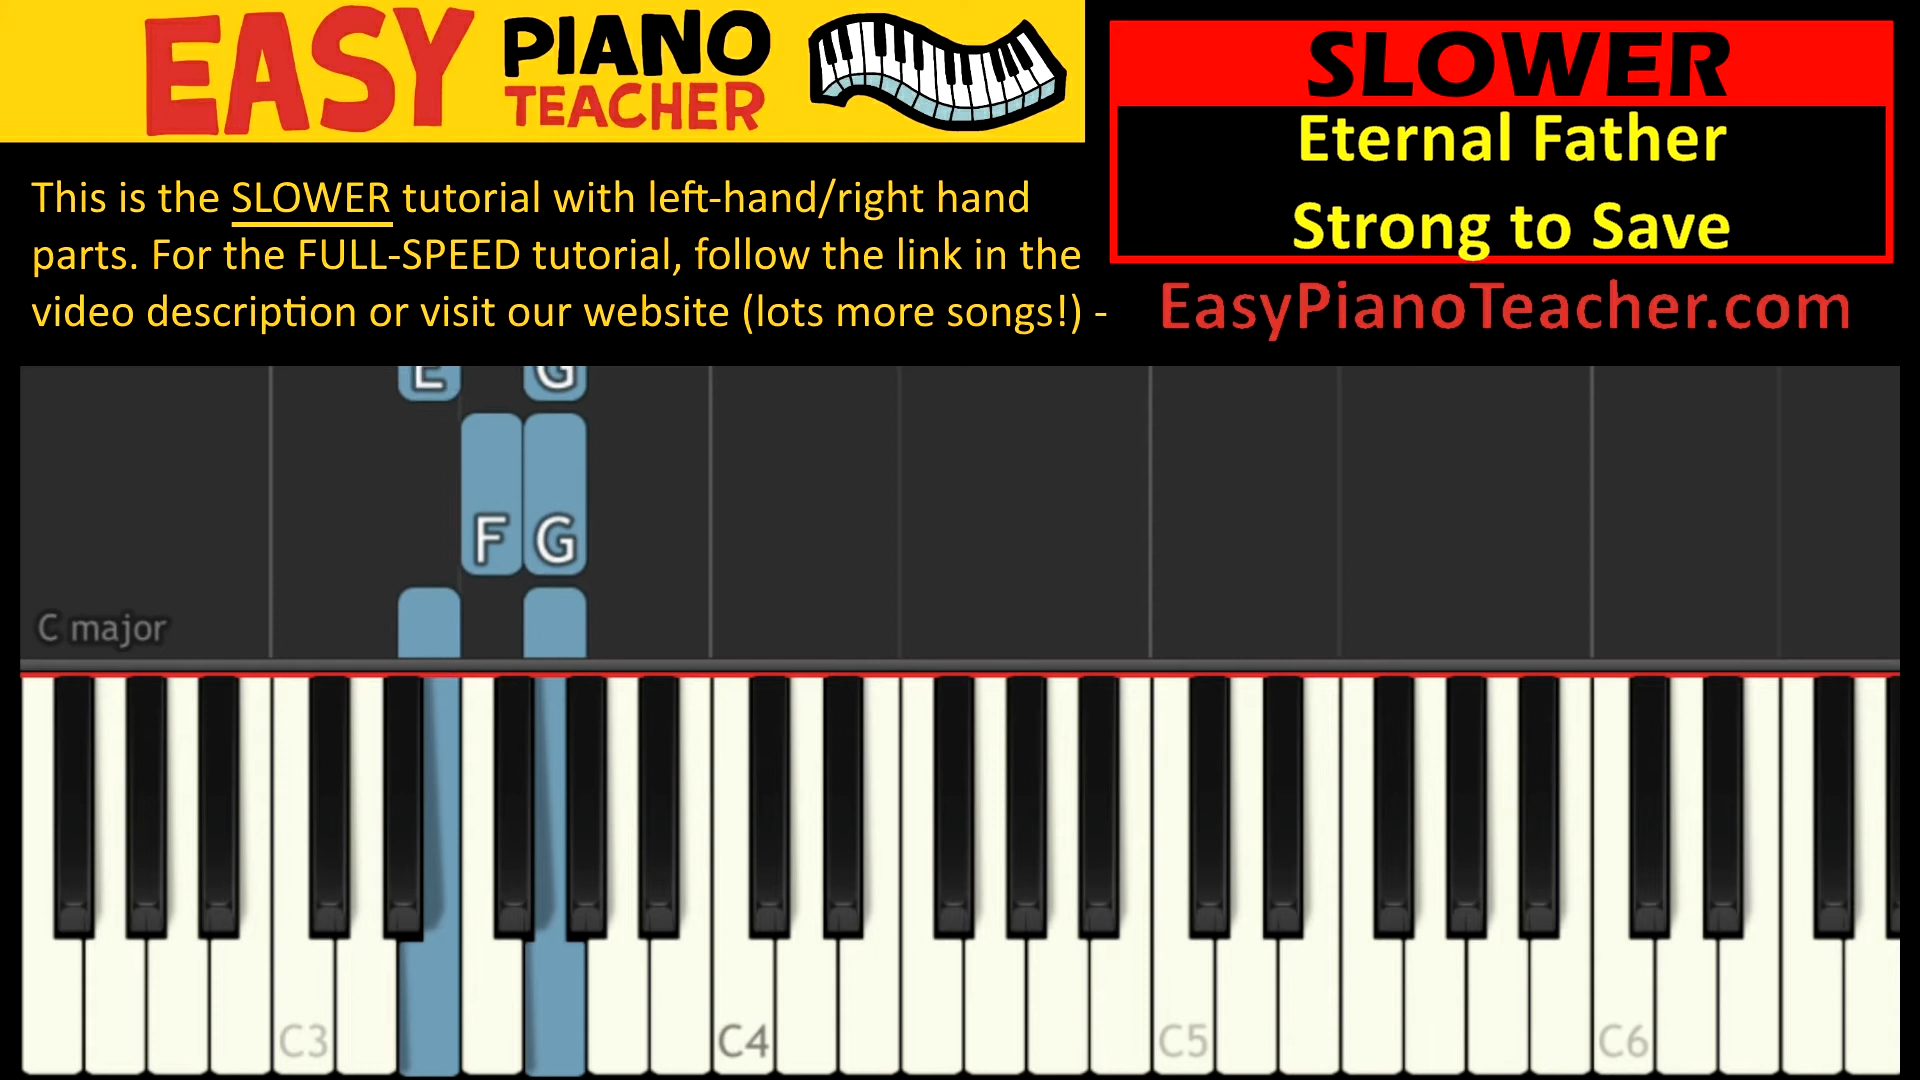 EASY PIANO TEACHER
SLOWER
Eternal Father
Strong to Save
This is the SLOWER tutorial with left-hand/right hand
parts. For the FULL-SPEED tutorial, follow the link in the
video description or visit our website (lots more songs!) -
EasyPianoTeacher.com
E G
F G
C major
C3 C4 C5 C6